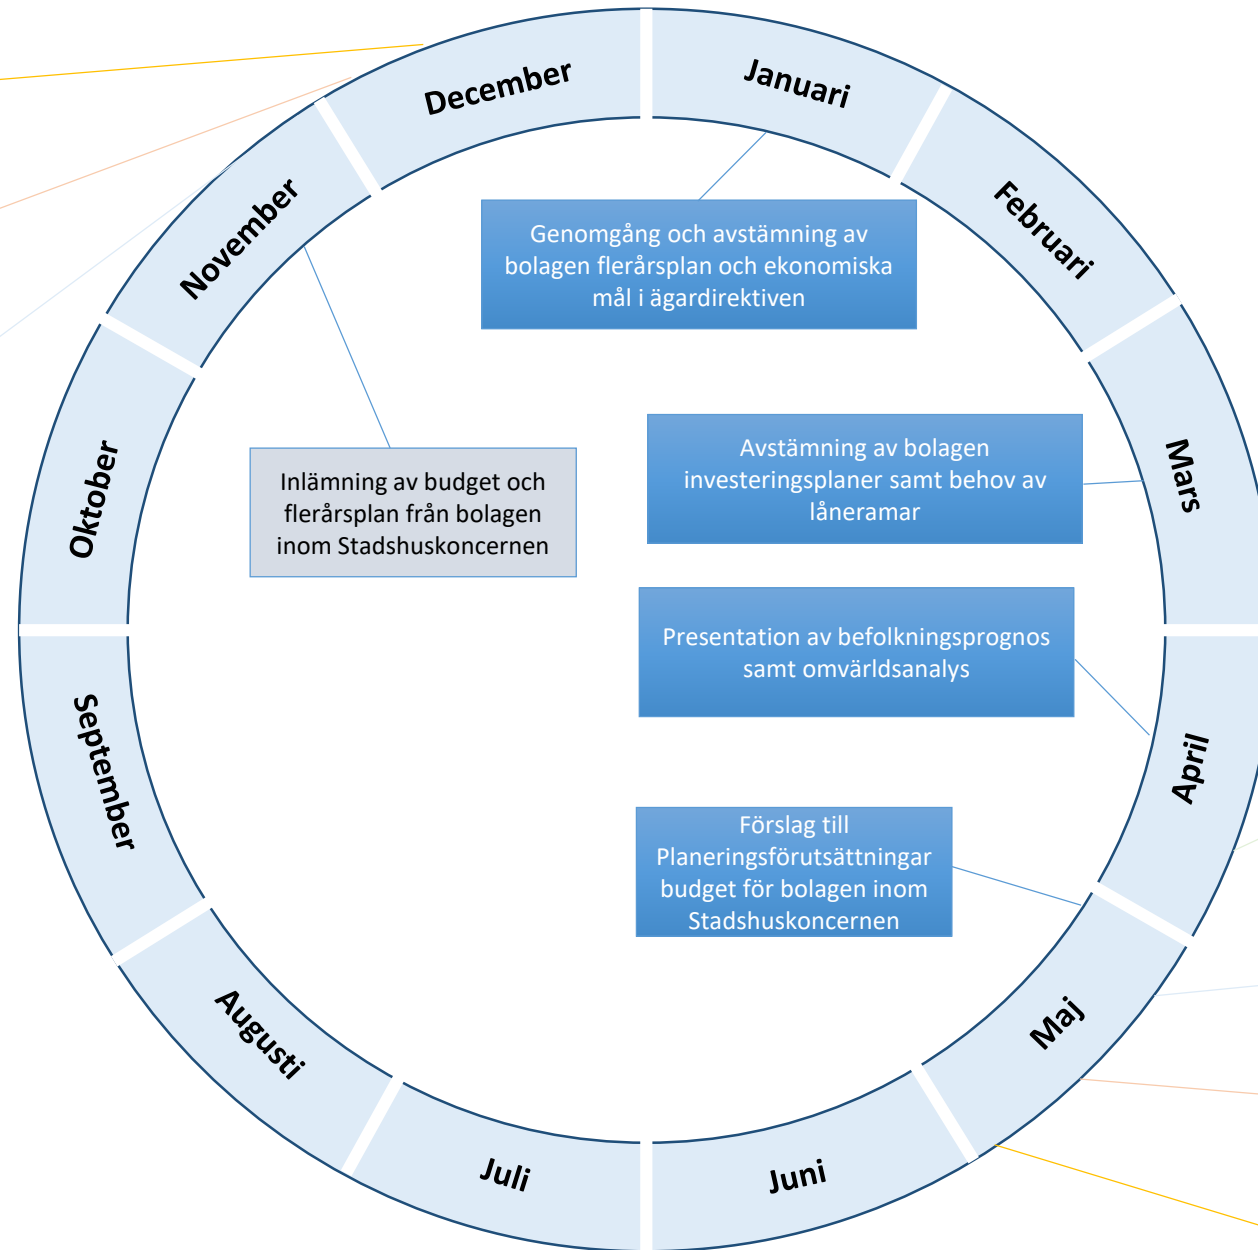 Januari
Februari
Mars
April
Maj
Juni
Juli
Augusti
September
Oktober
November
December
Genomgång och avstämning av
bolagen flerårsplan och ekonomiska
mål i ägardirektiven
Avstämning av bolagen
investeringsplaner samt behov av
låneramar
Presentation av befolkningsprognos
samt omvärldsanalys
Förslag till
Planeringsförutsättningar
budget för bolagen inom
Stadshuskoncernen
Inlämning av budget och
flerårsplan från bolagen
inom Stadshuskoncernen